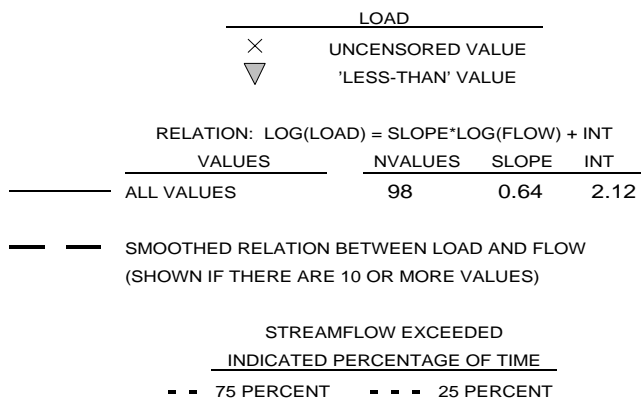 LOAD
UNCENSORED VALUE
'LESS-THAN' VALUE
RELATION: LOG(LOAD) = SLOPE*LOG(FLOW) + INT
VALUES NVALUES SLOPE INT
ALL VALUES 98 0.64 2.12
SMOOTHED RELATION BETWEEN LOAD AND FLOW
(SHOWN IF THERE ARE 10 OR MORE VALUES)
STREAMFLOW EXCEEDED
INDICATED PERCENTAGE OF TIME
75 PERCENT 25 PERCENT